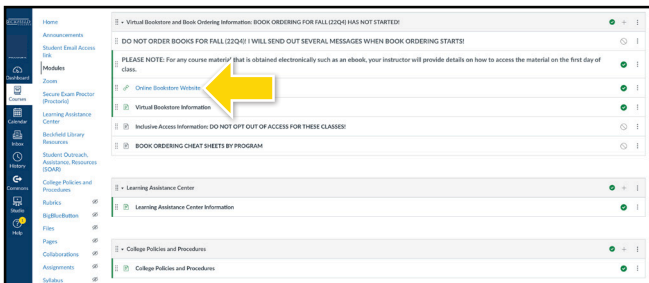 Home
Announcements
Student Email Access
link
Modules
Zoom
Secure Exam Proctor
(Proctorio)
Learning Assistance
Center
Beckfield Library
Resources
Student Outreach,
Assistance, Resources
(SOAR)
College Policies and
Procedures
Rubrics
BigBlueButton
Files
Pages
Collaborations
Assignments
Syllabus
Dashboard
Courses
Calendar
Inbox
History
Commons
Studio
Help
Virtual Bookstore and Book Ordering Information: BOOK ORDERING FOR FALL (22Q4) HAS NOT STARTED!
DO NOT ORDER BOOKS FOR FALL (22Q4)! I WILL SEND OUT SEVERAL MESSAGES WHEN BOOK ORDERING STARTS!
PLEASE NOTE: For any course material that is obtained electronically such as an ebook, your instructor will provide details on how to access the material on the first day of
class.
Online Bookstore Website
Virtual Bookstore Information
Inclusive Access Information: DO NOT OPT OUT OF ACCESS FOR THESE CLASSES!
BOOK ORDERING CHEAT SHEETS BY PROGRAM
Learning Assistance Center
Learning Assistance Center Information
College Policies and Procedures
College Policies and Procedures